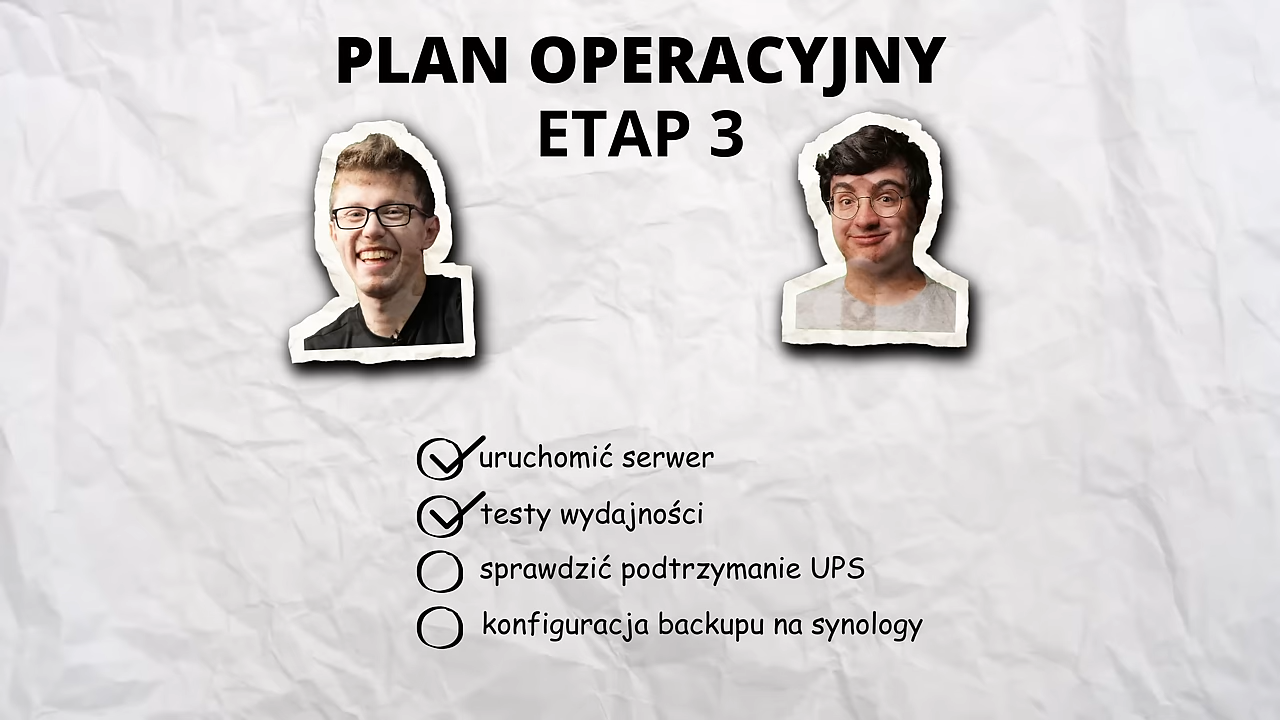 PLAN OPERACYJNY
ETAP 3
uruchomić serwer
testy wydajności
sprawdzić podtrzymanie UPS
konfiguracja backupu na synology